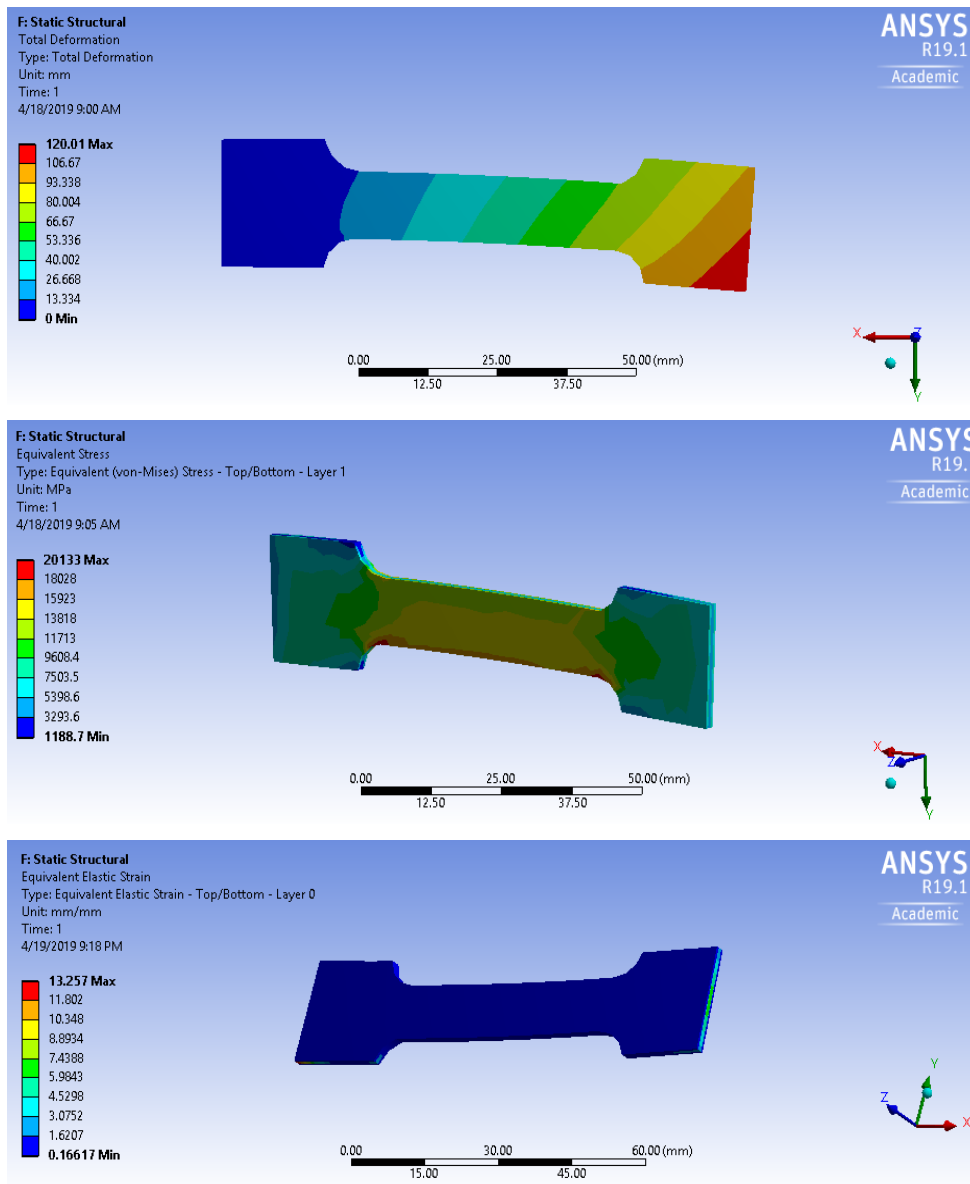 F: Static Structural
Total Deformation
Type: Total Deformation
Unit: mm
Time: 1
4/18/2019 9:00 AM
ANSYS
R19.1
Academic
120.01 Max
106.67
93.338
80.004
66.67
53.336
40.002
26.668
13.334
0 Min
0.00 25.00 50.00 (mm)
12.50 37.50
X Z
Y
F: Static Structural
Equivalent Stress
Type: Equivalent (von-Mises) Stress - Top/Bottom - Layer 1
Unit: MPa
Time: 1
4/18/2019 9:05 AM
ANSYS
R19.
Academic
20133 Max
18028
15923
13818
11713
9608.4
7503.5
5398.6
3293.6
1188.7 Min
0.00 25.00 50.00 (mm)
12.50 37.50
X
Z
Y
F: Static Structural
Equivalent Elastic Strain
Type: Equivalent Elastic Strain - Top/Bottom - Layer 0
Unit: mm/mm
Time: 1
4/19/2019 9:18 PM
ANSYS
R19.1
Academic
13.257 Max
11.802
10.348
8.8934
7.4388
5.9843
4.5298
3.0752
1.6207
0.16617 Min
0.00 30.00 60.00 (mm)
15.00 45.00
Y
Z
X